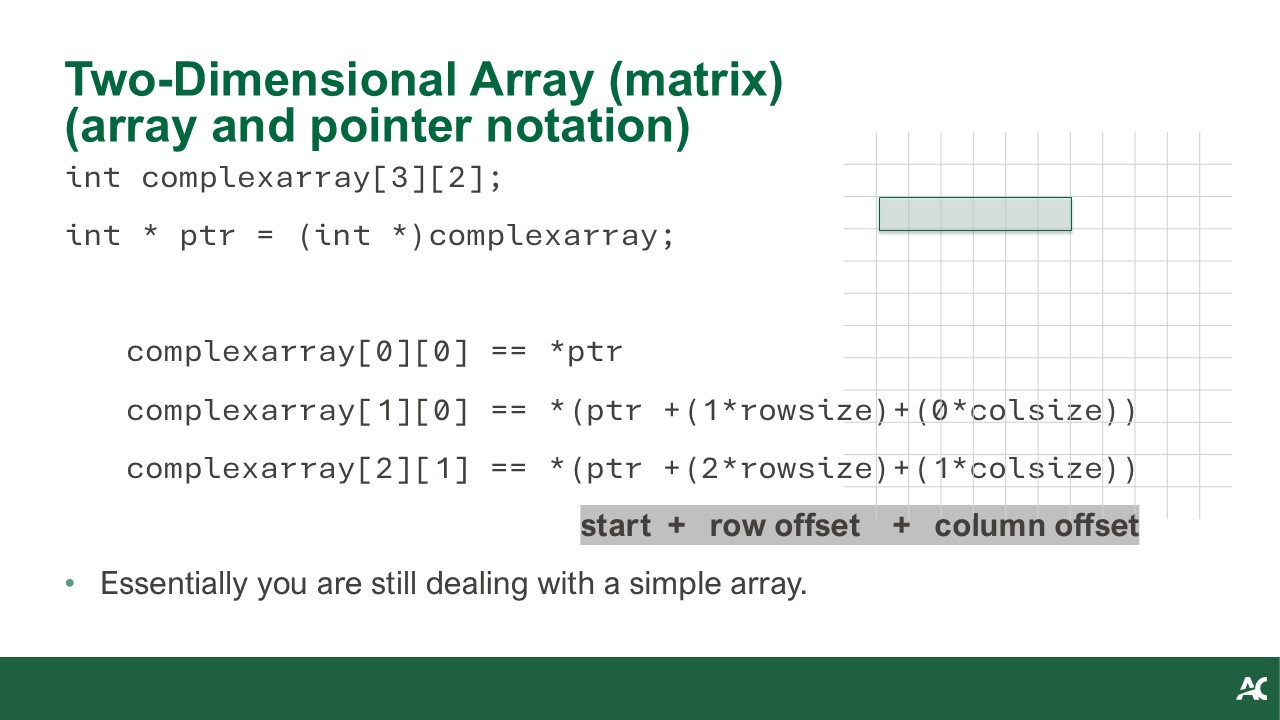 Two-Dimensional Array (matrix)
(array and pointer notation)
int complexarray[3][2];
int * ptr = (int *)complexarray;
complexarray[0][0] == *ptr
complexarray[1][0] == *(ptr +(1*rowsize)+(0*colsize))
complexarray[2][1] == *(ptr +(2*rowsize)+(1*colsize))
start + row offset + column offset
• Essentially you are still dealing with a simple array.
AC